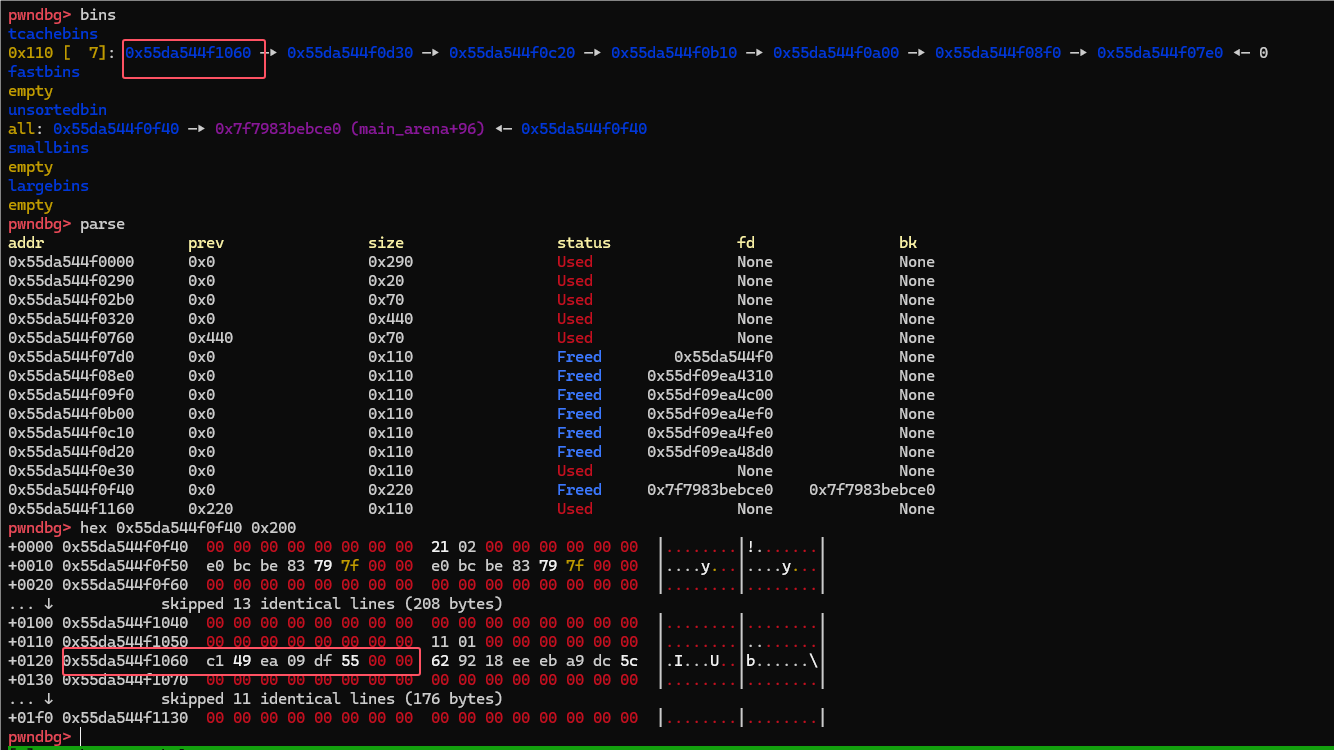 pwndbg> bins
tcachebins
0x110 [  7]: 0x55da544f1060 —▸ 0x55da544f0d30 —▸ 0x55da544f0c20 —▸ 0x55da544f0b10 —▸ 0x55da544f0a00 —▸ 0x55da544f08f0 —▸ 0x55da544f07e0 ◂— 0
fastbins
empty
unsortedbin
all: 0x55da544f0f40 —▸ 0x7f7983bebce0 (main_arena+96) ◂— 0x55da544f0f40
smallbins
empty
largebins
empty
pwndbg> parse
addr prev size status fd bk
0x55da544f0000 0x0 0x290 Used None None
0x55da544f0290 0x0 0x20 Used None None
0x55da544f02b0 0x0 0x70 Used None None
0x55da544f0320 0x0 0x440 Used None None
0x55da544f0760 0x440 0x70 Used None None
0x55da544f07d0 0x0 0x110 Freed 0x55da544f0 None
0x55da544f08e0 0x0 0x110 Freed 0x55df09ea4310 None
0x55da544f09f0 0x0 0x110 Freed 0x55df09ea4c00 None
0x55da544f0b00 0x0 0x110 Freed 0x55df09ea4ef0 None
0x55da544f0c10 0x0 0x110 Freed 0x55df09ea4fe0 None
0x55da544f0d20 0x0 0x110 Freed 0x55df09ea48d0 None
0x55da544f0e30 0x0 0x110 Used None None
0x55da544f0f40 0x0 0x220 Freed 0x7f7983bebce0 0x7f7983bebce0
0x55da544f1160 0x220 0x110 Used None None
pwndbg> hex 0x55da544f0f40 0x200
+0000 0x55da544f0f40  00 00 00 00 00 00 00 00  21 02 00 00 00 00 00 00  |........|!.......|
+0010 0x55da544f0f50  e0 bc be 83 79 7f 00 00  e0 bc be 83 79 7f 00 00  |....y...|....y...|
+0020 0x55da544f0f60  00 00 00 00 00 00 00 00  00 00 00 00 00 00 00 00  |........|........|
... ↓            skipped 13 identical lines (208 bytes)
+0100 0x55da544f1040  00 00 00 00 00 00 00 00  00 00 00 00 00 00 00 00  |........|........|
+0110 0x55da544f1050  00 00 00 00 00 00 00 00  11 01 00 00 00 00 00 00  |........|........|
+0120 0x55da544f1060  c1 49 ea 09 df 55 00 00  62 92 18 ee eb a9 dc 5c  |.I...U..|b......\|
+0130 0x55da544f1070  00 00 00 00 00 00 00 00  00 00 00 00 00 00 00 00  |........|........|
... ↓            skipped 11 identical lines (176 bytes)
+01f0 0x55da544f1130  00 00 00 00 00 00 00 00  00 00 00 00 00 00 00 00  |........|........|
pwndbg>